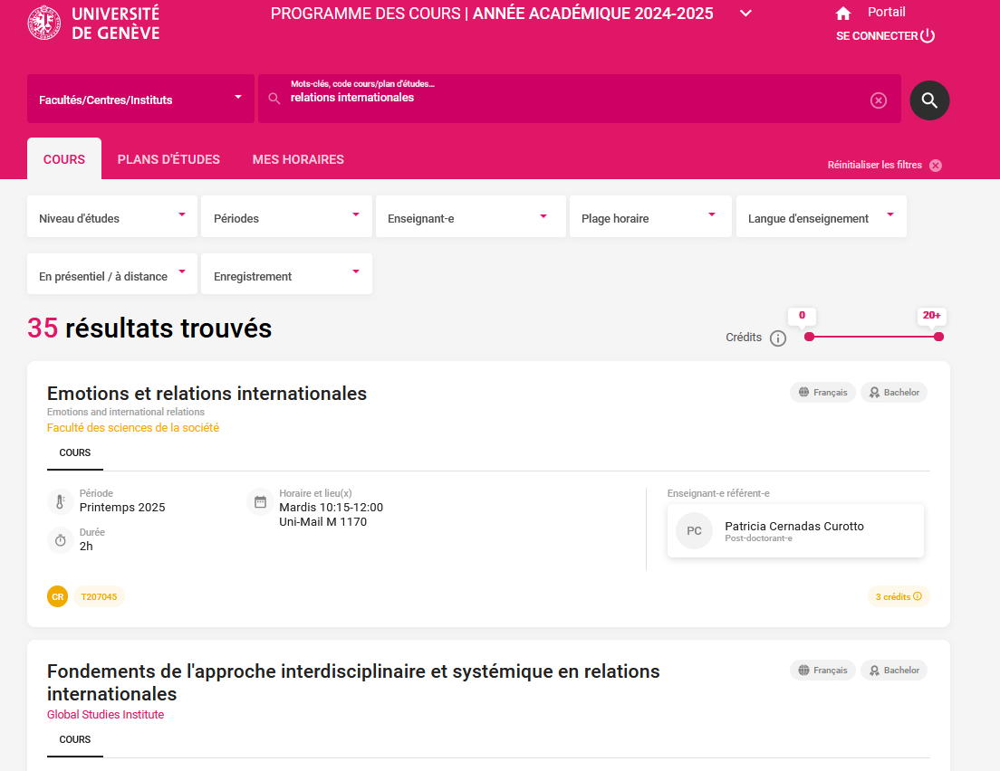 UNIVERSITÉ
DE GENÈVE
PROGRAMME DES COURS | ANNÉE ACADÉMIQUE 2024-2025
Portail
SE CONNECTER
Facultés/Centres/Instituts
Mots-clés, code cours/plan d'études...
relations internationales
COURS
PLANS D'ÉTUDES
MES HORAIRES
Réinitialiser les filtres
Niveau d'études
Périodes
Enseignant-e
Plage horaire
Langue d'enseignement
En présentiel / à distance
Enregistrement
35 résultats trouvés
Crédits
0
20+
Emotions et relations internationales
Français
Bachelor
Emotions and international relations
Faculté des sciences de la société
COURS
Période
Printemps 2025
Durée
2h
Horaire et lieu(x)
Mardis 10:15-12:00
Uni-Mail M 1170
Enseignant-e référent-e
PC
Patricia Cernadas Curotto
Post-doctorant-e
CR
T207045
3 crédits
Fondements de l'approche interdisciplinaire et systémique en relations
internationales
Français
Bachelor
Global Studies Institute
COURS